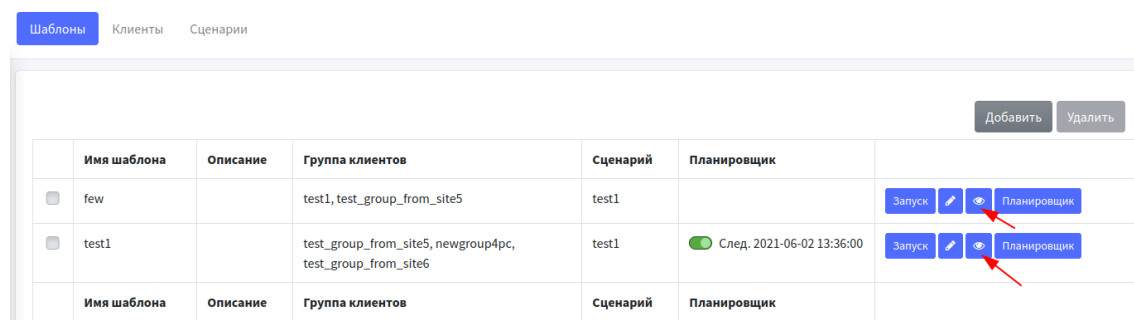 Шаблоны Клиенты Сценарии
Добавить Удалить
Имя шаблона Описание Группа клиентов Сценарий Планировщик
few test1, test_group_from_site5 test1 Запуск Планировщик
test1 test_group_from_site5, newgroup4pc, test1 След. 2021-06-02 13:36:00 Запуск Планировщик
test_group_from_site6
Имя шаблона Описание Группа клиентов Сценарий Планировщик